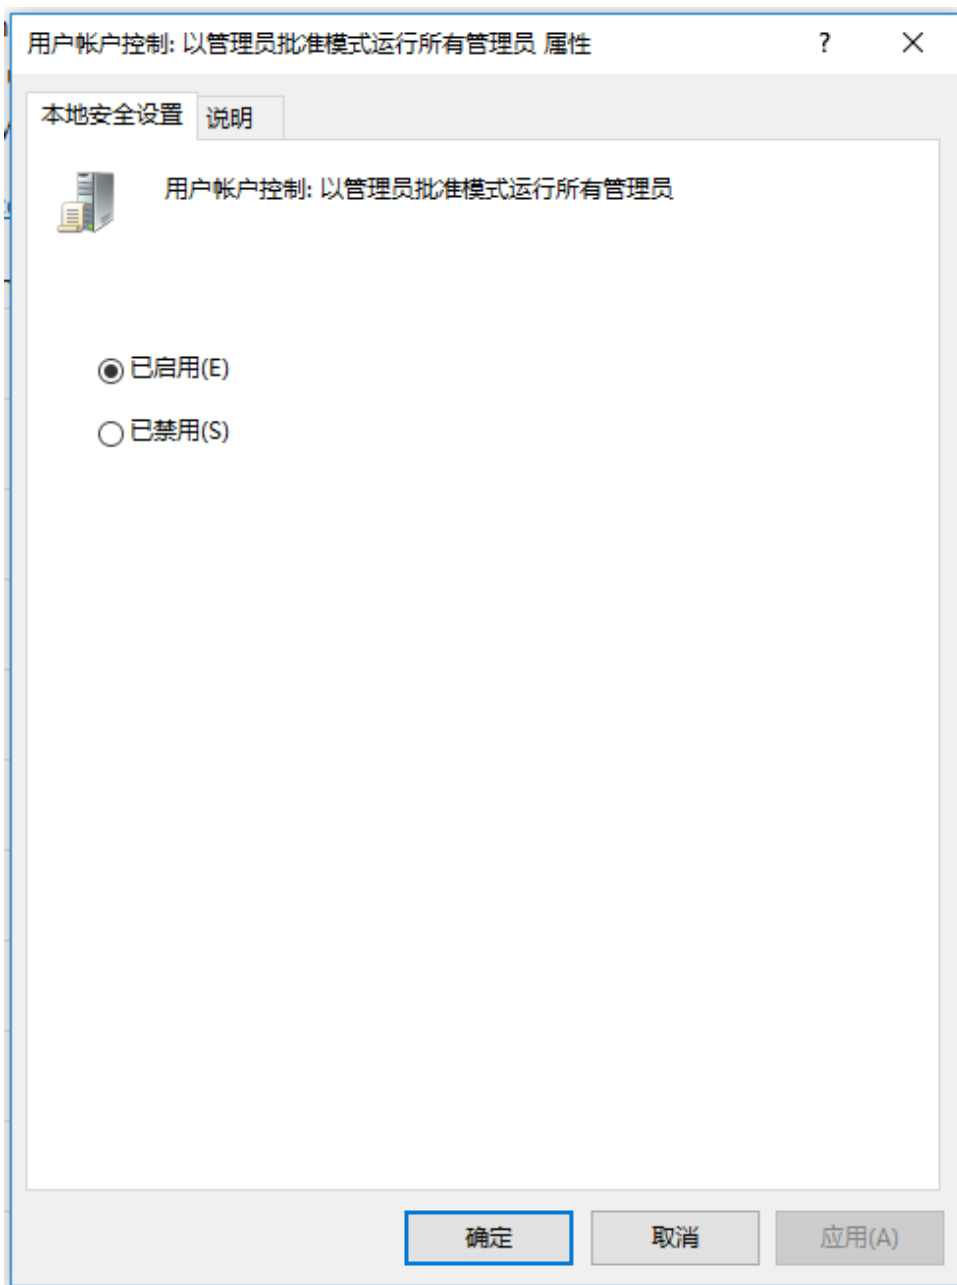 用户帐户控制: 以管理员批准模式运行所有管理员 属性
?
本地安全设置
说明
用户帐户控制: 以管理员批准模式运行所有管理员
已启用(E)
已禁用(S)
确定
取消
应用(A)